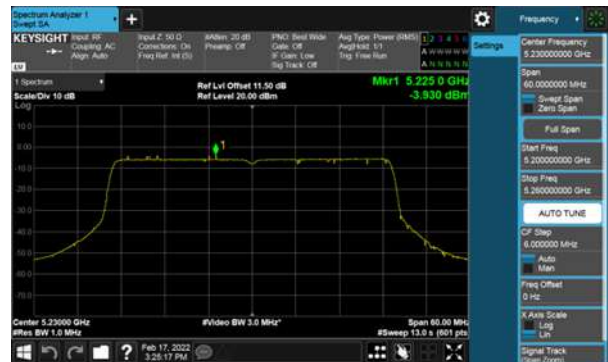 Spectrum Analyzer 1
Swept SA
+
Frequency
KEYSIGHT
Input: RF
Coupling: AC
Align: Auto
Input Z: 50 Ω
Corrections: On
Freq Ref: Int (S)
#Atten: 20 dB
Preamp: Off
PNO: Best Wide
Gate: Off
IF Gain: Low
Sig Track: Off
Avg Type: Power (RMS)
Avg|Hold: 1/1
Trig: Free Run
1 2 3 4 5 6
A W W W W W
A N N N N N
LXI
1 Spectrum
Scale/Div 10 dB
Log
Ref Lvl Offset 11.50 dB
Ref Level 20.00 dBm
Mkr1 5.225 0 GHz
-3.930 dBm
1
10.0
0.00
-10.0
-20.0
-30.0
-40.0
-50.0
-60.0
-70.0
Center 5.23000 GHz
#Res BW 1.0 MHz
#Video BW 3.0 MHz*
Span 60.00 MHz
#Sweep 13.0 s (601 pts)
Feb 17, 2022
3:25:17 PM
?
Settings
Center Frequency
5.230000000 GHz
Span
60.0000000 MHz
Swept Span
Zero Span
Full Span
Start Freq
5.200000000 GHz
Stop Freq
5.260000000 GHz
AUTO TUNE
CF Step
6.000000 MHz
Auto
Man
Freq Offset
0 Hz
X Axis Scale
Log
Lin
Signal Track
(Span Zoom)